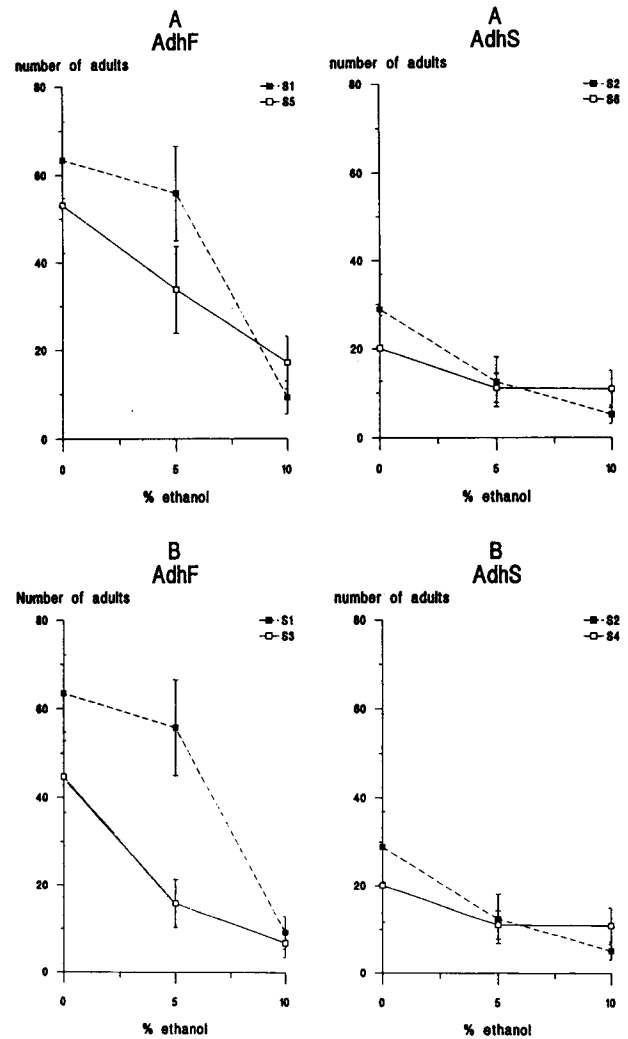 A
AdhF
number of adults
S1
S5
80
60
40
20
0
0 5 10
% ethanol
A
AdhS
number of adults
S2
S6
80
60
40
20
0
0 5 10
% ethanol
B
AdhF
Number of adults
S1
S3
80
60
40
20
0
0 5 10
% ethanol
B
AdhS
number of adults
S2
S4
80
60
40
20
0
0 5 10
% ethanol